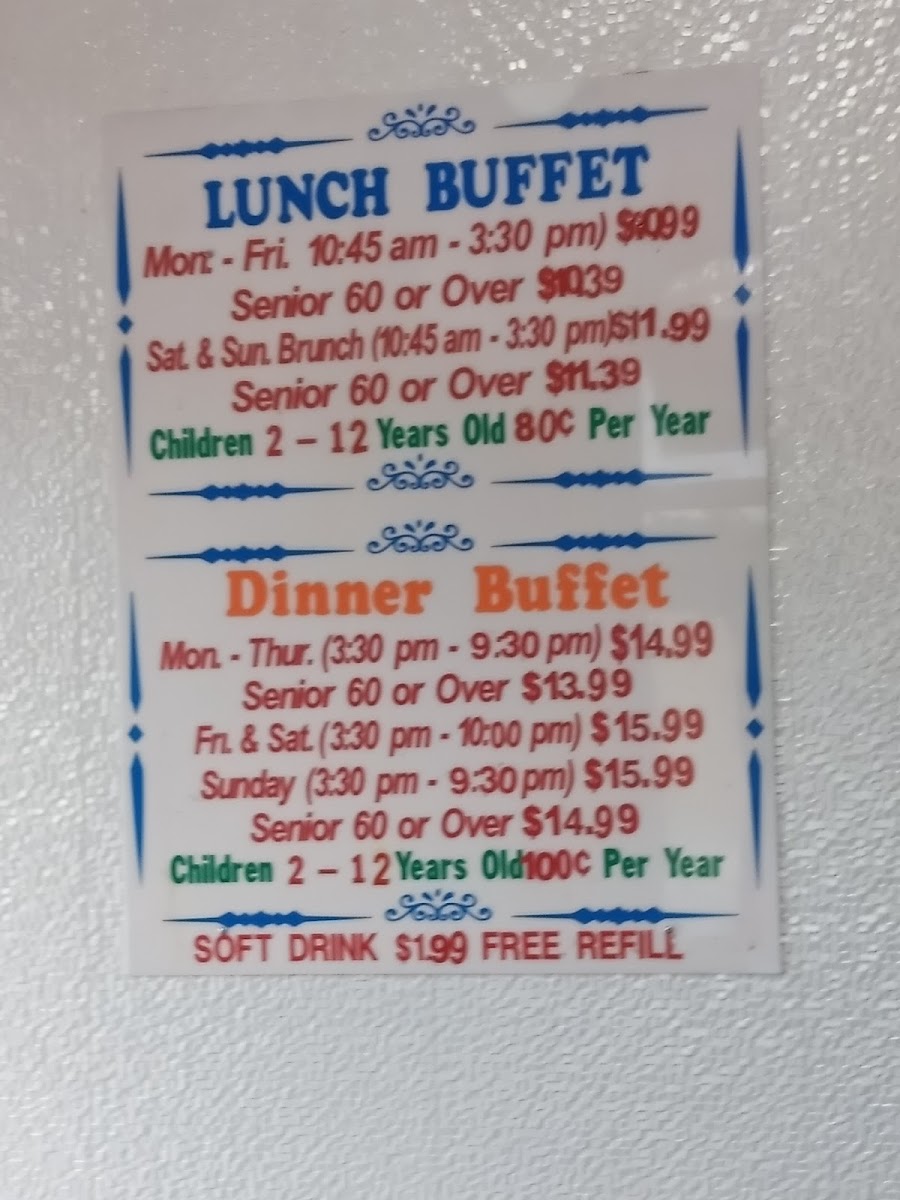 LUNCH BUFFET
Mon. - Fri. 10:45 am - 3:30 pm) $10.99
Senior 60 or Over $10.39
Sat. & Sun. Brunch (10:45 am - 3:30 pm) $11.99
Senior 60 or Over $11.39
Children 2 - 12 Years Old 80¢ Per Year
Dinner Buffet
Mon. - Thur. (3:30 pm - 9:30 pm) $14.99
Senior 60 or Over $13.99
Fri. & Sat. (3:30 pm - 10:00 pm) $15.99
Sunday (3:30 pm - 9:30 pm) $15.99
Senior 60 or Over $14.99
Children 2 - 12 Years Old 100¢ Per Year
SOFT DRINK $1.99 FREE REFILL